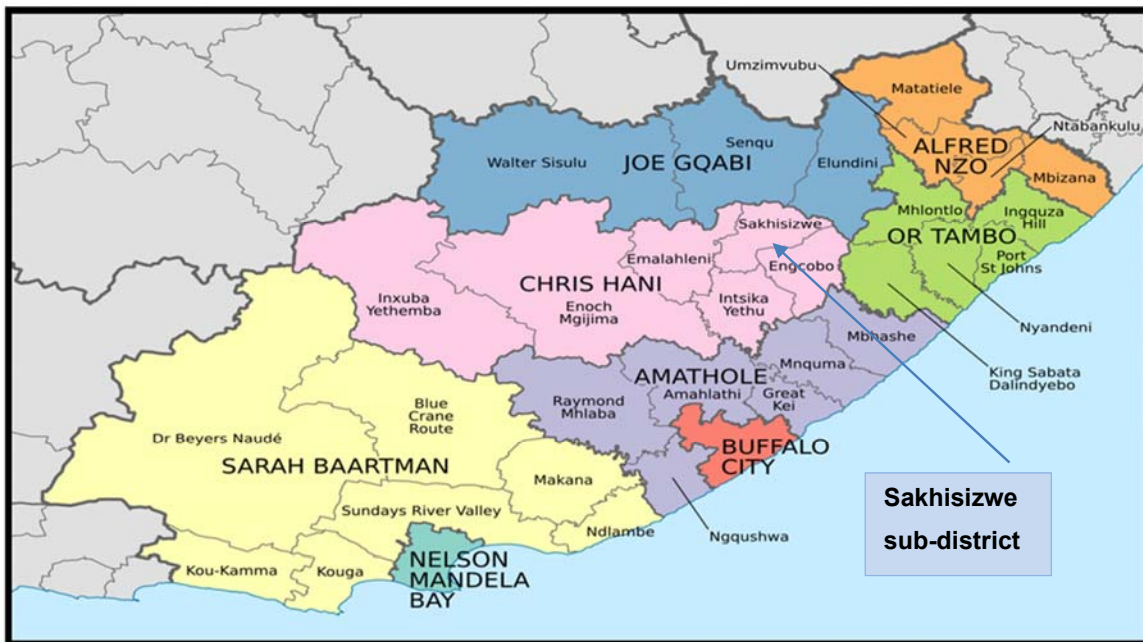 Umzimvubu
Matatiele
Ntabankulu
ALFRED
NZO
Mbizana
Walter Sisulu
Senqu
JOE GQABI
Elundini
Mhlontlo
Ingquza
Hill
OR TAMBO
Port
St Johns
Nyandeni
King Sabata
Dalindyebo
Sakhisizwe
Emalahleni
Engcobo
CHRIS HANI
Inxuba
Yethemba
Enoch
Mgijima
Intsika
Yethu
Mbhashe
Mnquma
AMATHOLE
Amahlathi
Great
Kei
Raymond
Mhlaba
BUFFALO
CITY
Ngqushwa
Blue
Crane
Route
Dr Beyers Naudé
SARAH BAARTMAN
Makana
Sundays River Valley
Ndlambe
Kou-Kamma
Kouga
NELSON
MANDELA
BAY
Sakhisizwe
sub-district